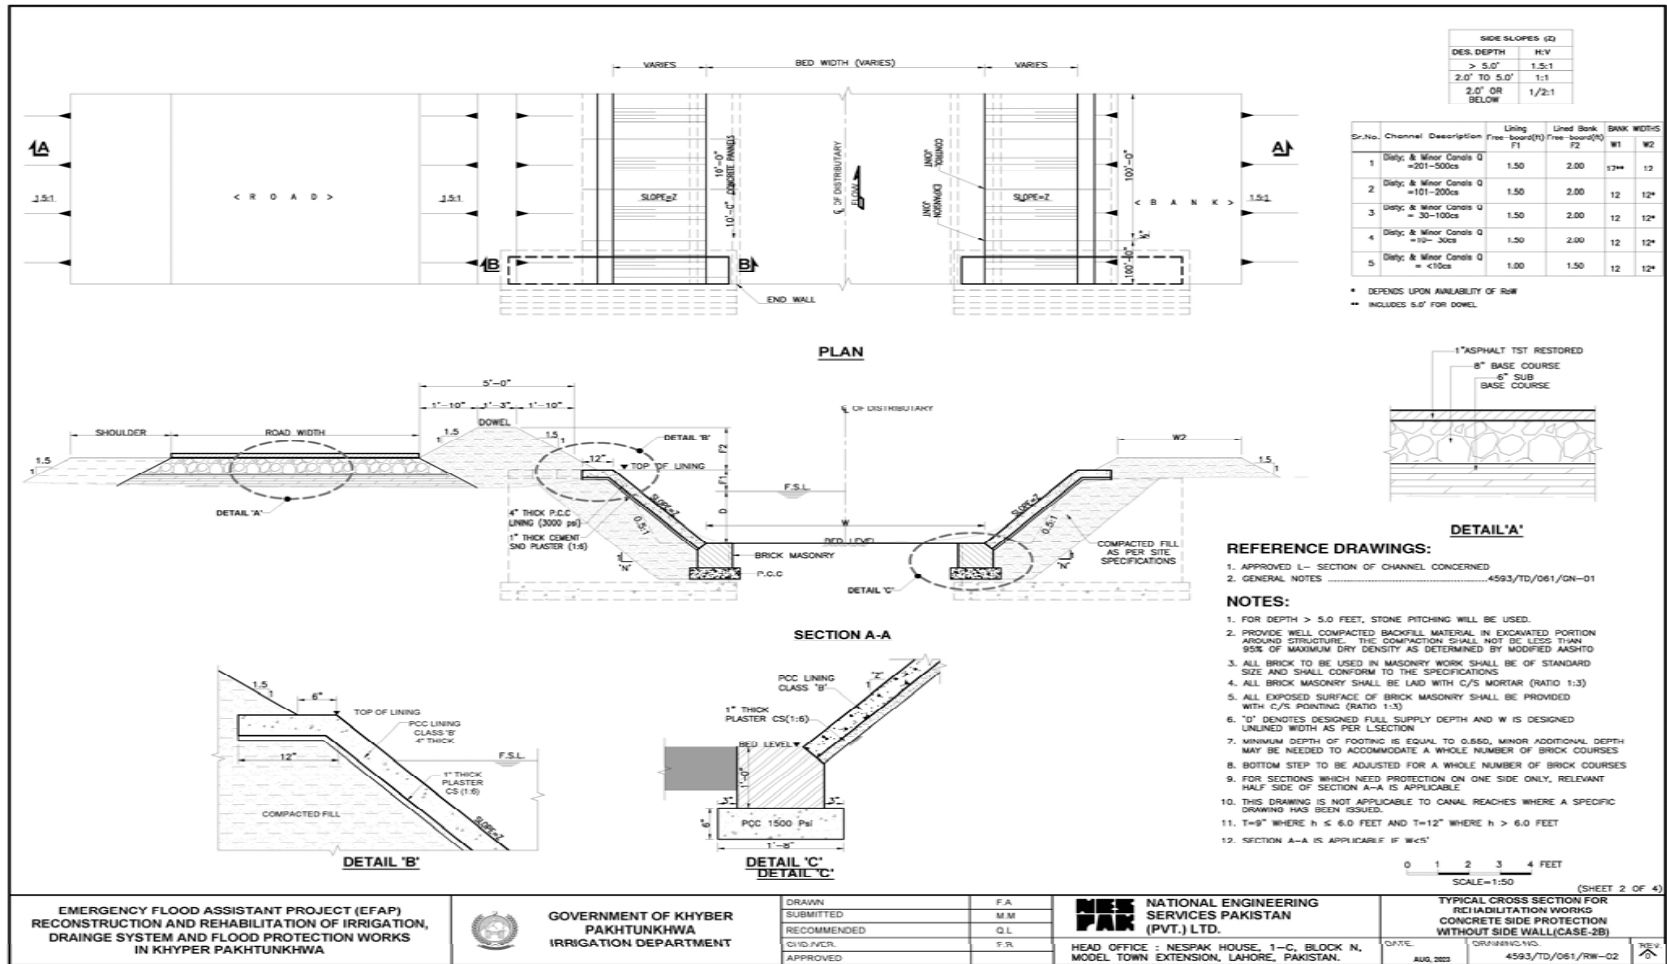 SIDE SLOPES (Z)
DES. DEPTH H:V
> 5.0' 1.5:1
2.0' TO 5.0' 1:1
2.0' OR BELOW 1/2:1
VARIES
BED WIDTH (VARIES)
VARIES
A
A
1.5:1
< R O A D >
1.5:1
SLOPE=Z
10'-0"
10'-0" CONCRETE PANNELS
℄ OF DISTRIBUTARY
FLOW
CONTROL JOINT
EXPANSION JOINT
SLOPE=Z
100'-0"
100'-0"
< B A N K >
1.5:1
B
B
END WALL
PLAN
Sr.No. Channel Description Lining Free-board(ft) F1 Lined Bank Free-board(ft) F2 BANK WIDTHS W1 W2
1 Disty; & Minor Canals Q =201-500cs 1.50 2.00 17** 12
2 Disty; & Minor Canals Q =101-200cs 1.50 2.00 12 12*
3 Disty; & Minor Canals Q = 30-100cs 1.50 2.00 12 12*
4 Disty; & Minor Canals Q =10- 30cs 1.50 2.00 12 12*
5 Disty; & Minor Canals Q = <10cs 1.00 1.50 12 12*
* DEPENDS UPON AVAILABILITY OF RoW
** INCLUDES 5.0' FOR DOWEL
1"ASPHALT TST RESTORED
8" BASE COURSE
6" SUB
BASE COURSE
DETAIL'A'
5'-0"
1'-10" 1'-3" 1'-10"
DOWEL
SHOULDER
ROAD WIDTH
1.5
1
1.5
1
1.5
1
DETAIL 'A'
DETAIL 'B'
12"
TOP OF LINING
F2
F1
D
F.S.L.
℄ OF DISTRIBUTARY
W
BED LEVEL
SLOPE=Z
0.5:1
4" THICK P.C.C
LINING (3000 psi)
1" THICK CEMENT
SND PLASTER (1:6)
1
"N"
BRICK MASONRY
P.C.C
W2
1.5
1
SLOPE=Z
0.5:1
COMPACTED FILL
AS PER SITE
SPECIFICATIONS
1
"N"
DETAIL 'C'
SECTION A-A
1.5
1
6"
TOP OF LINING
PCC LINING
CLASS 'B'
4" THICK
F.S.L.
12"
1" THICK
PLASTER
CS (1:6)
COMPACTED FILL
SLOPE=Z
DETAIL 'B'
PCC LINING
CLASS 'B'
"Z"
1
1" THICK
PLASTER CS(1:6)
BED LEVEL
1'-0"
3"
3"
6"
PCC 1500 Psi
1'-8"
DETAIL 'C'
DETAIL 'C'
REFERENCE DRAWINGS:
1. APPROVED L- SECTION OF CHANNEL CONCERNED
2. GENERAL NOTES ........................................4593/TD/061/GN-01
NOTES:
1. FOR DEPTH > 5.0 FEET, STONE PITCHING WILL BE USED.
2. PROVIDE WELL COMPACTED BACKFILL MATERIAL IN EXCAVATED PORTION
AROUND STRUCTURE. THE COMPACTION SHALL NOT BE LESS THAN
95% OF MAXIMUM DRY DENSITY AS DETERMINED BY MODIFIED AASHTO
3. ALL BRICK TO BE USED IN MASONRY WORK SHALL BE OF STANDARD
SIZE AND SHALL CONFORM TO THE SPECIFICATIONS
4. ALL BRICK MASONRY SHALL BE LAID WITH C/S MORTAR (RATIO 1:3)
5. ALL EXPOSED SURFACE OF BRICK MASONRY SHALL BE PROVIDED
WITH C/S POINTING (RATIO 1:3)
6. "D" DENOTES DESIGNED FULL SUPPLY DEPTH AND W IS DESIGNED
UNLINED WIDTH AS PER L.SECTION
7. MINIMUM DEPTH OF FOOTING IS EQUAL TO 0.55D, MINOR ADDITIONAL DEPTH
MAY BE NEEDED TO ACCOMMODATE A WHOLE NUMBER OF BRICK COURSES
8. BOTTOM STEP TO BE ADJUSTED FOR A WHOLE NUMBER OF BRICK COURSES
9. FOR SECTIONS WHICH NEED PROTECTION ON ONE SIDE ONLY, RELEVANT
HALF SIDE OF SECTION A-A IS APPLICABLE
10. THIS DRAWING IS NOT APPLICABLE TO CANAL REACHES WHERE A SPECIFIC
DRAWING HAS BEEN ISSUED.
11. T=9" WHERE h ≤ 6.0 FEET AND T=12" WHERE h > 6.0 FEET
12. SECTION A-A IS APPLICABLE IF W<5'
0 1 2 3 4 FEET
SCALE=1:50
(SHEET 2 OF 4)
EMERGENCY FLOOD ASSISTANT PROJECT (EFAP)
RECONSTRUCTION AND REHABILITATION OF IRRIGATION,
DRAINGE SYSTEM AND FLOOD PROTECTION WORKS
IN KHYPER PAKHTUNKHWA
GOVERNMENT OF KHYBER
PAKHTUNKHWA
IRRIGATION DEPARTMENT
DRAWN F.A
SUBMITTED M.M
RECOMMENDED Q.L
F.R
APPROVED
NES
PAK
NATIONAL ENGINEERING
SERVICES PAKISTAN
(PVT.) LTD.
HEAD OFFICE : NESPAK HOUSE, 1-C, BLOCK N,
MODEL TOWN EXTENSION, LAHORE, PAKISTAN.
TYPICAL CROSS SECTION FOR
REHABILITATION WORKS
CONCRETE SIDE PROTECTION
WITHOUT SIDE WALL(CASE-2B)
DATE. DRAWING NO. REV.
AUG, 2023 4593/TD/061/RW-02 0